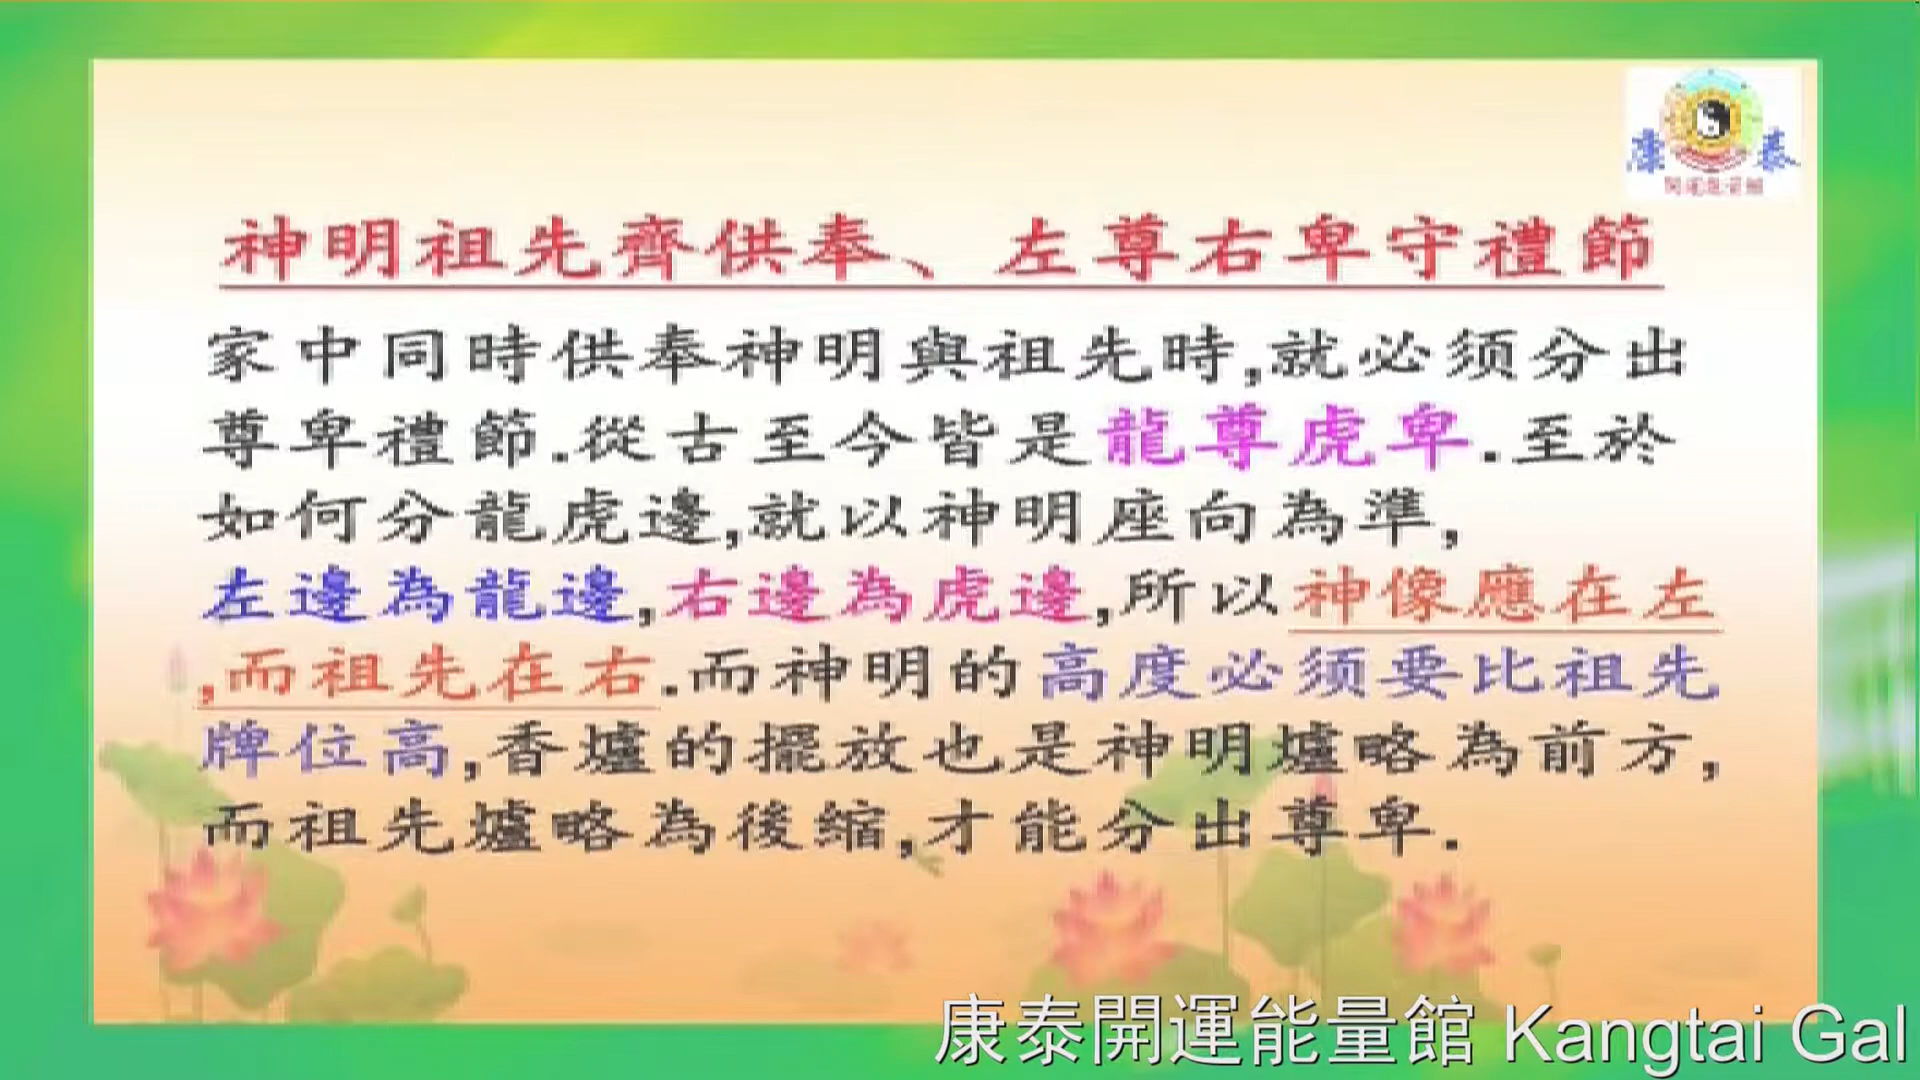 康 泰
神明祖先齊供奉、左尊右卑守禮節
家中同時供奉神明與祖先時,就必須分出
尊卑禮節.從古至今皆是龍尊虎卑.至於
如何分龍虎邊,就以神明座向為準,
左邊為龍邊,右邊為虎邊,所以神像應在左
,而祖先在右.而神明的高度必須要比祖先
牌位高,香爐的擺放也是神明爐略為前方,
而祖先爐略為後縮,才能分出尊卑.
康泰開運能量館 Kangtai Gal